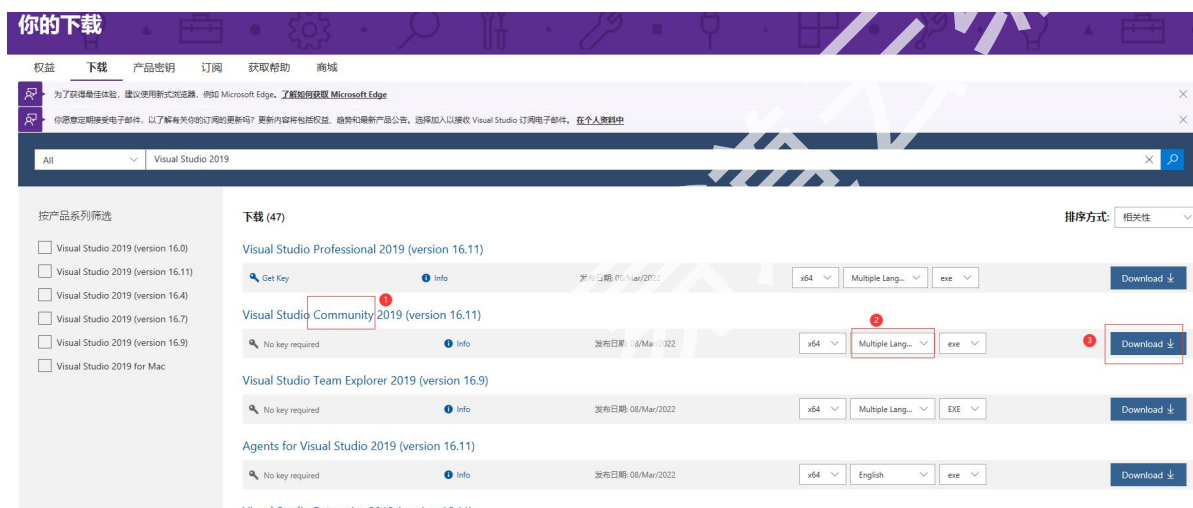 你的下载
权益 下载 产品密钥 订阅 获取帮助 商城
为了获得最佳体验，建议使用新式浏览器，例如 Microsoft Edge。了解如何获取 Microsoft Edge
你愿意定期接受电子邮件，以了解有关你的订阅的更新吗? 更新内容将包括权益、趋势和最新产品公告。选择加入以接收 Visual Studio 订阅电子邮件。 在个人资料中
All Visual Studio 2019
按产品系列筛选
Visual Studio 2019 (version 16.0)
Visual Studio 2019 (version 16.11)
Visual Studio 2019 (version 16.4)
Visual Studio 2019 (version 16.7)
Visual Studio 2019 (version 16.9)
Visual Studio 2019 for Mac
下载 (47) 排序方式: 相关性
Visual Studio Professional 2019 (version 16.11)
Get Key Info 发布日期: 08/Mar/2022 x64 Multiple Lang... exe Download
1
Visual Studio Community 2019 (version 16.11)
2
No key required Info 发布日期: 08/Mar/2022 x64 Multiple Lang... exe 3 Download
Visual Studio Team Explorer 2019 (version 16.9)
No key required Info 发布日期: 08/Mar/2022 x64 Multiple Lang... EXE Download
Agents for Visual Studio 2019 (version 16.11)
No key required Info 发布日期: 08/Mar/2022 x64 English exe Download